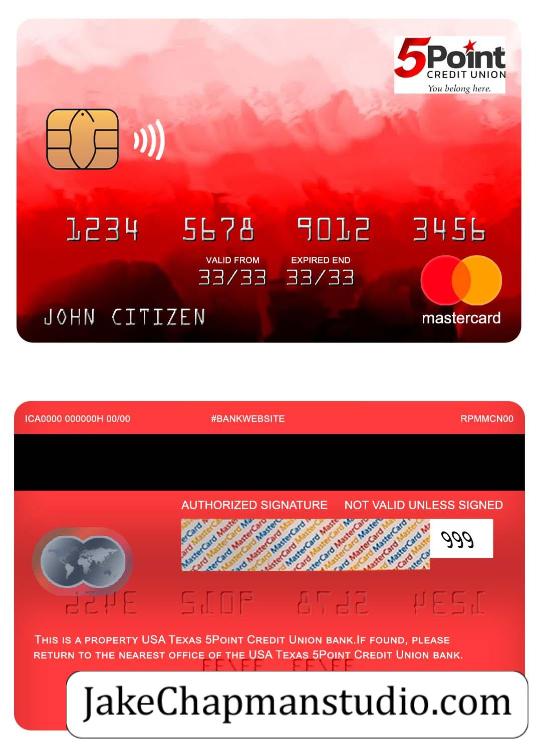 5Point
CREDIT UNION
You belong here.
1234 5678 9012 3456
VALID FROM EXPIRED END
33/33 33/33
JOHN CITIZEN
mastercard
ICA0000 000000H 00/00 #BANKWEBSITE RPMMCN00
AUTHORIZED SIGNATURE NOT VALID UNLESS SIGNED
MasterCard MasterCard MasterCard
999
THIS IS A PROPERTY USA TEXAS 5POINT CREDIT UNION BANK.IF FOUND, PLEASE
RETURN TO THE NEAREST OFFICE OF THE USA TEXAS 5POINT CREDIT UNION BANK.
JakeChapmanstudio.com